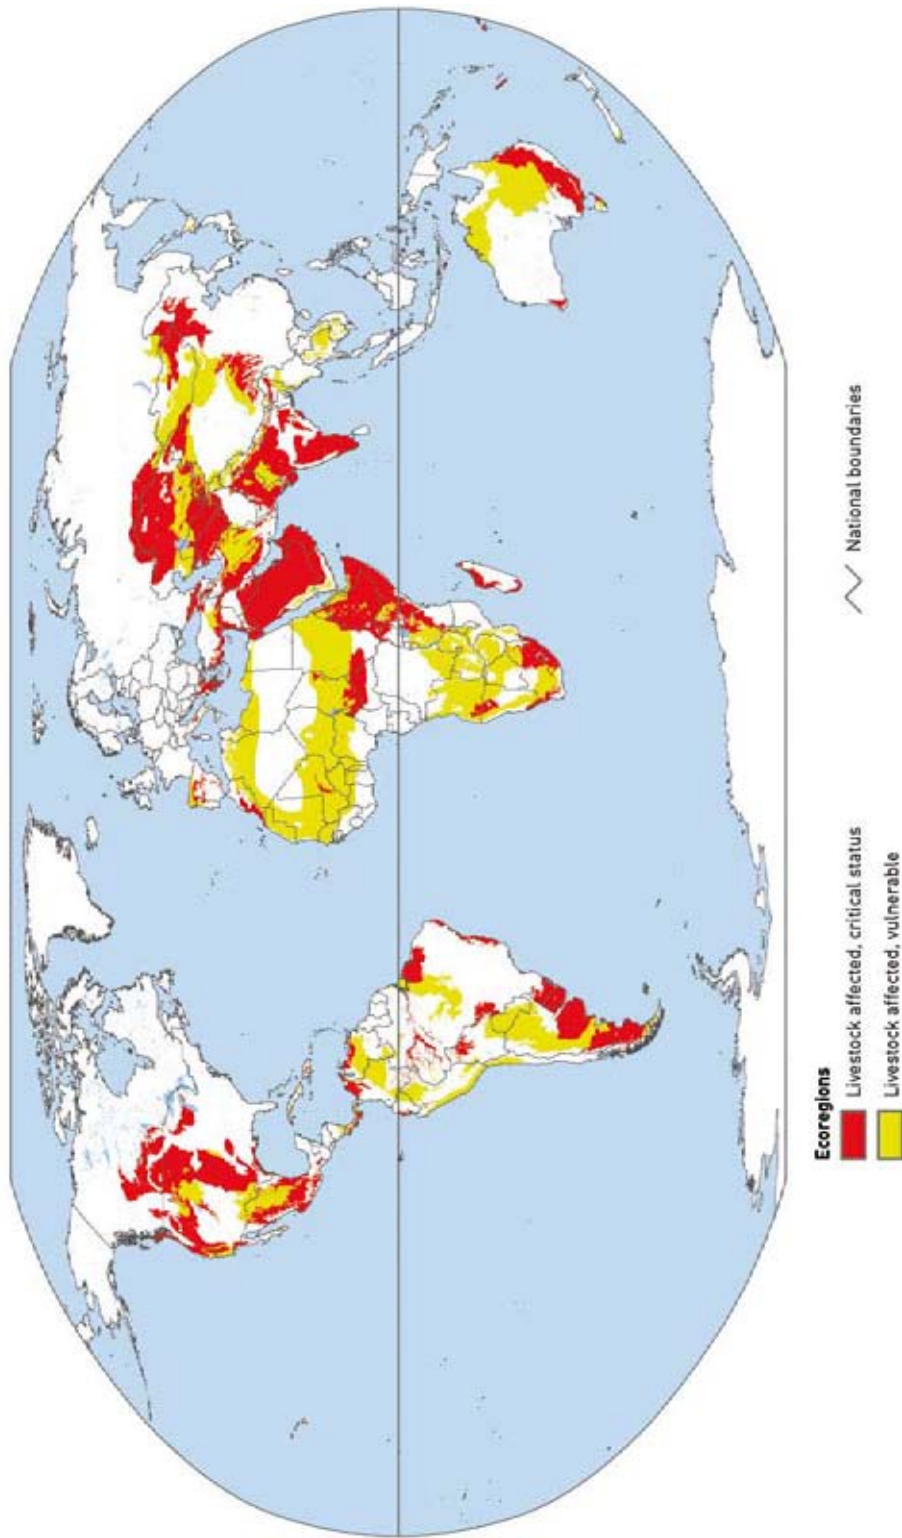 Ecoregions
Livestock affected, critical status
Livestock affected, vulnerable
National boundaries